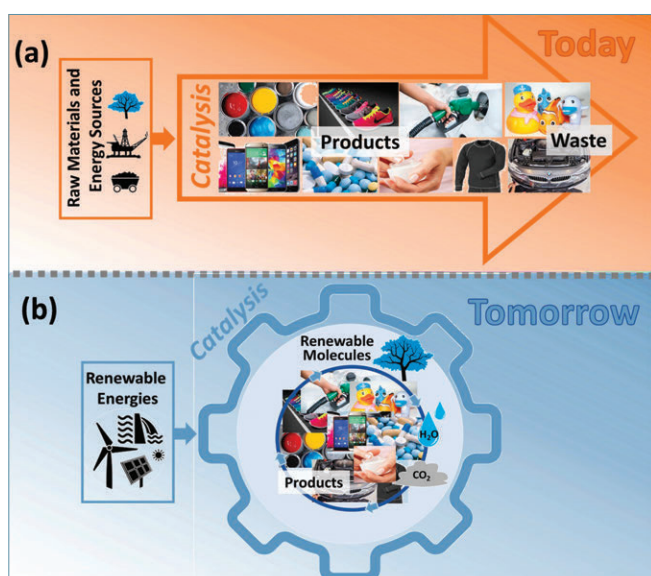 (a)
Today
Raw Materials and
Energy Sources
Catalysis
Products
Waste
(b)
Tomorrow
Catalysis
Renewable
Molecules
Renewable
Energies
H₂O
CO₂
Products